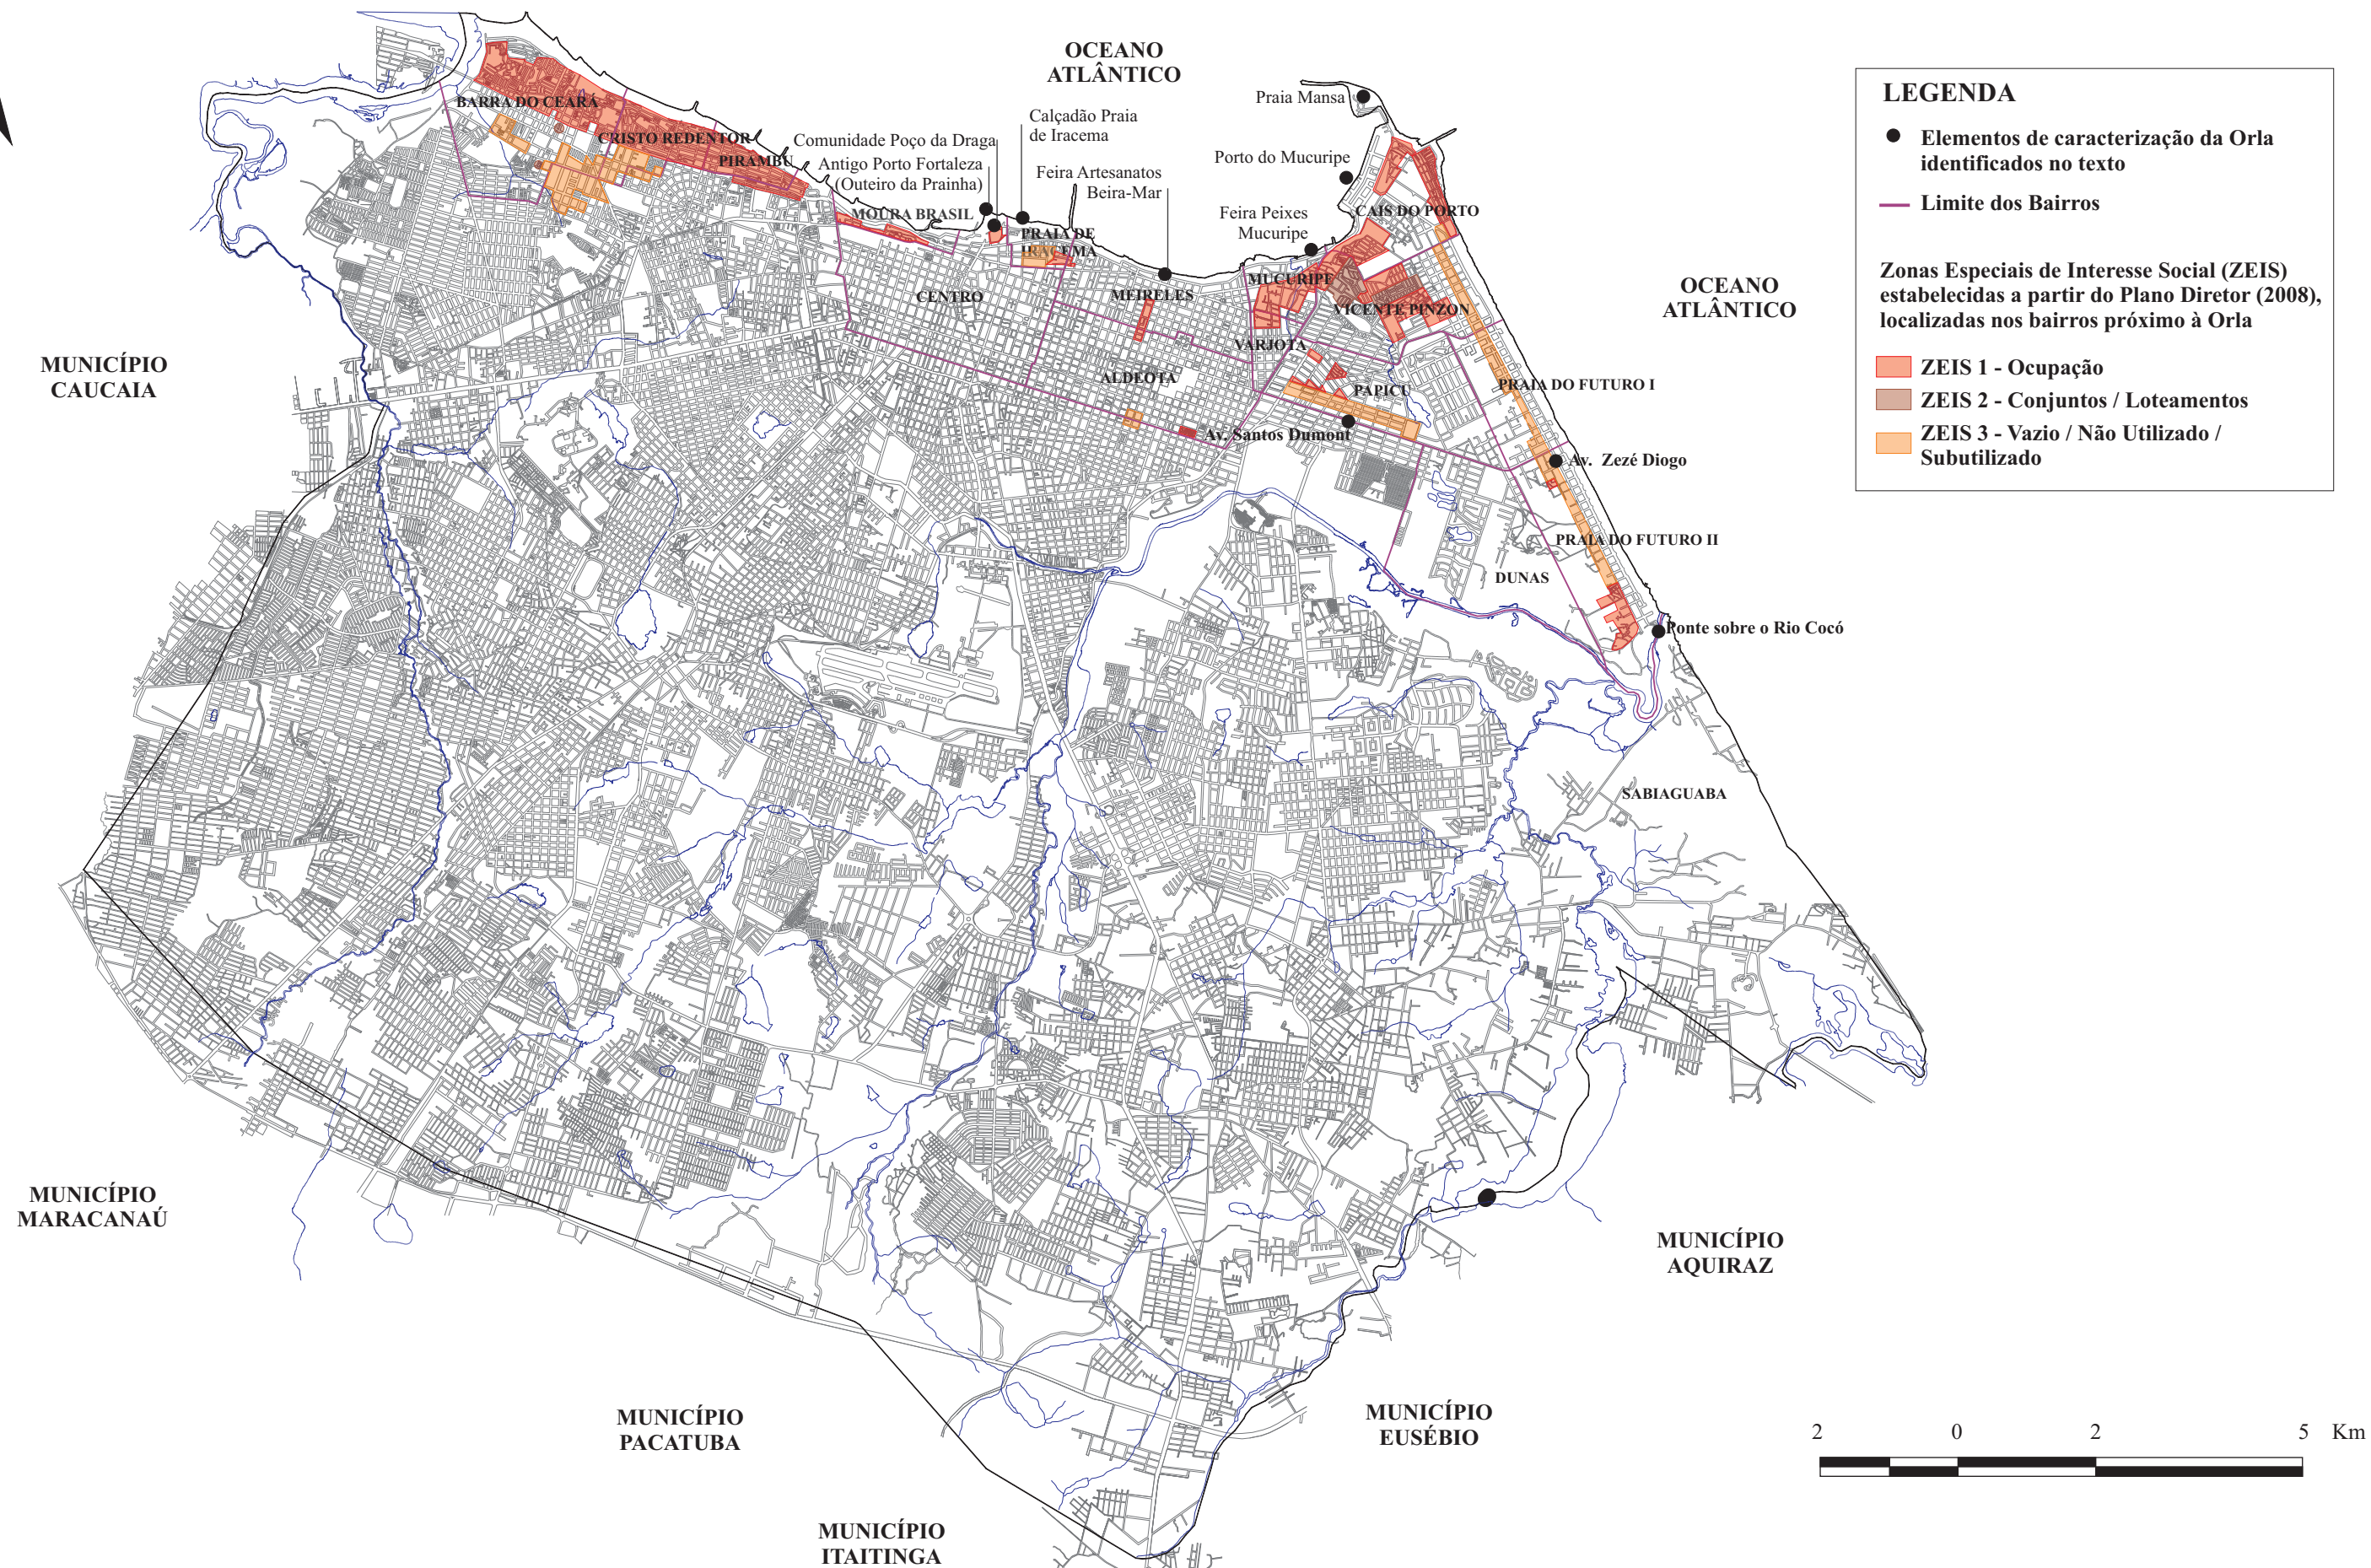 OCEANO
ATLÂNTICO
Praia Mansa
Calçadão Praia
de Iracema
BARRA DO CEARÁ
CRISTO REDENTOR
Comunidade Poço da Draga
PIRAMBU
Antigo Porto Fortaleza
(Outeiro da Prainha)
Feira Artesanatos
Beira-Mar
Porto do Mucuripe
MOURA BRASIL
Feira Peixes
Mucuripe
CAIS DO PORTO
PRAIA DE
IRACEMA
CENTRO
MEIRELES
MUCURIPE
VICENTE PINZON
OCEANO
ATLÂNTICO
VARJOTA
ALDEOTA
PAPICU
PRAIA DO FUTURO I
Av. Santos Dumont
Av. Zezé Diogo
PRAIA DO FUTURO II
DUNAS
Ponte sobre o Rio Cocó
SABIAGUABA
MUNICÍPIO
CAUCAIA
MUNICÍPIO
MARACANAÚ
MUNICÍPIO
PACATUBA
MUNICÍPIO
ITAITINGA
MUNICÍPIO
EUSÉBIO
MUNICÍPIO
AQUIRAZ
LEGENDA
Elementos de caracterização da Orla
identificados no texto
Limite dos Bairros
Zonas Especiais de Interesse Social (ZEIS)
estabelecidas a partir do Plano Diretor (2008),
localizadas nos bairros próximo à Orla
ZEIS 1 - Ocupação
ZEIS 2 - Conjuntos / Loteamentos
ZEIS 3 - Vazio / Não Utilizado /
Subutilizado
2 0 2 5 Km